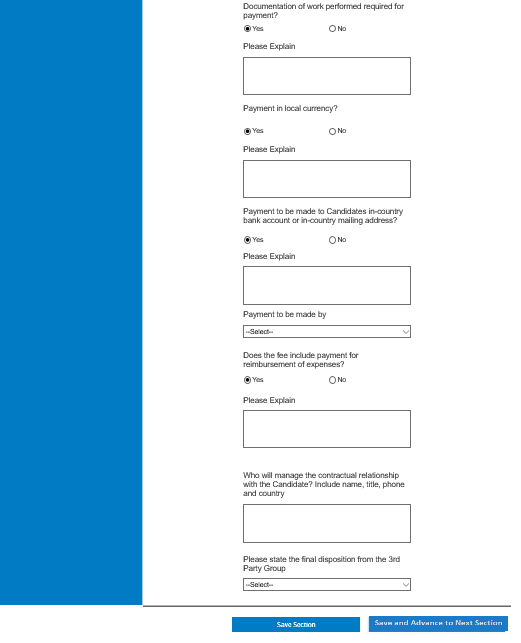 Documentation of work performed required for
payment?
Yes No
Please Explain
Payment in local currency?
Yes No
Please Explain
Payment to be made to Candidates in-country
bank account or in-country mailing address?
Yes No
Please Explain
Payment to be made by
--Select--
Does the fee include payment for
reimbursement of expenses?
Yes No
Please Explain
Who will manage the contractual relationship
with the Candidate? Include name, title, phone
and country
Please state the final disposition from the 3rd
Party Group
--Select--
Save Section Save and Advance to Next Section